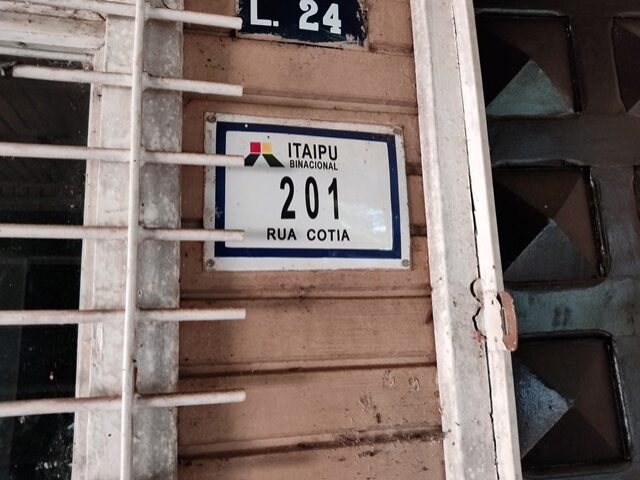 L. 24
ITAIPU
BINACIONAL
201
RUA COTIA